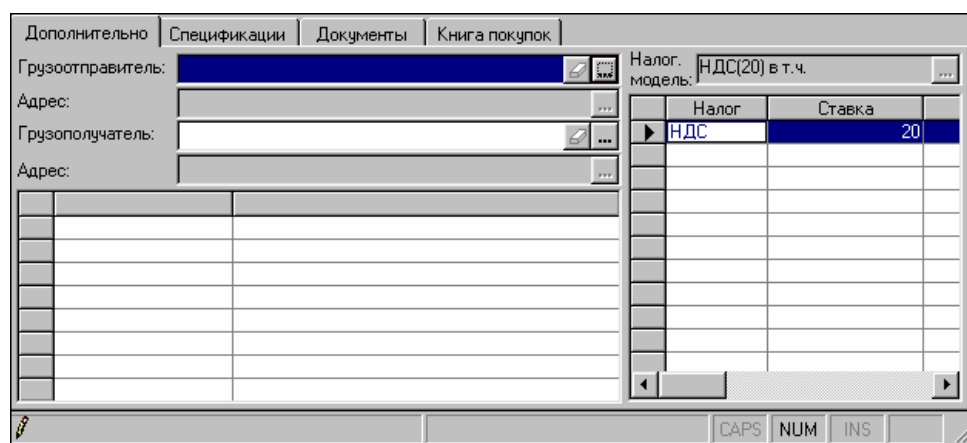 Дополнительно Спецификации Документы Книга покупок
Грузоотправитель:
Адрес:
Грузополучатель:
Адрес:
Налог.
модель: НДС(20) в т.ч.
Налог Ставка
НДС 20
CAPS NUM INS